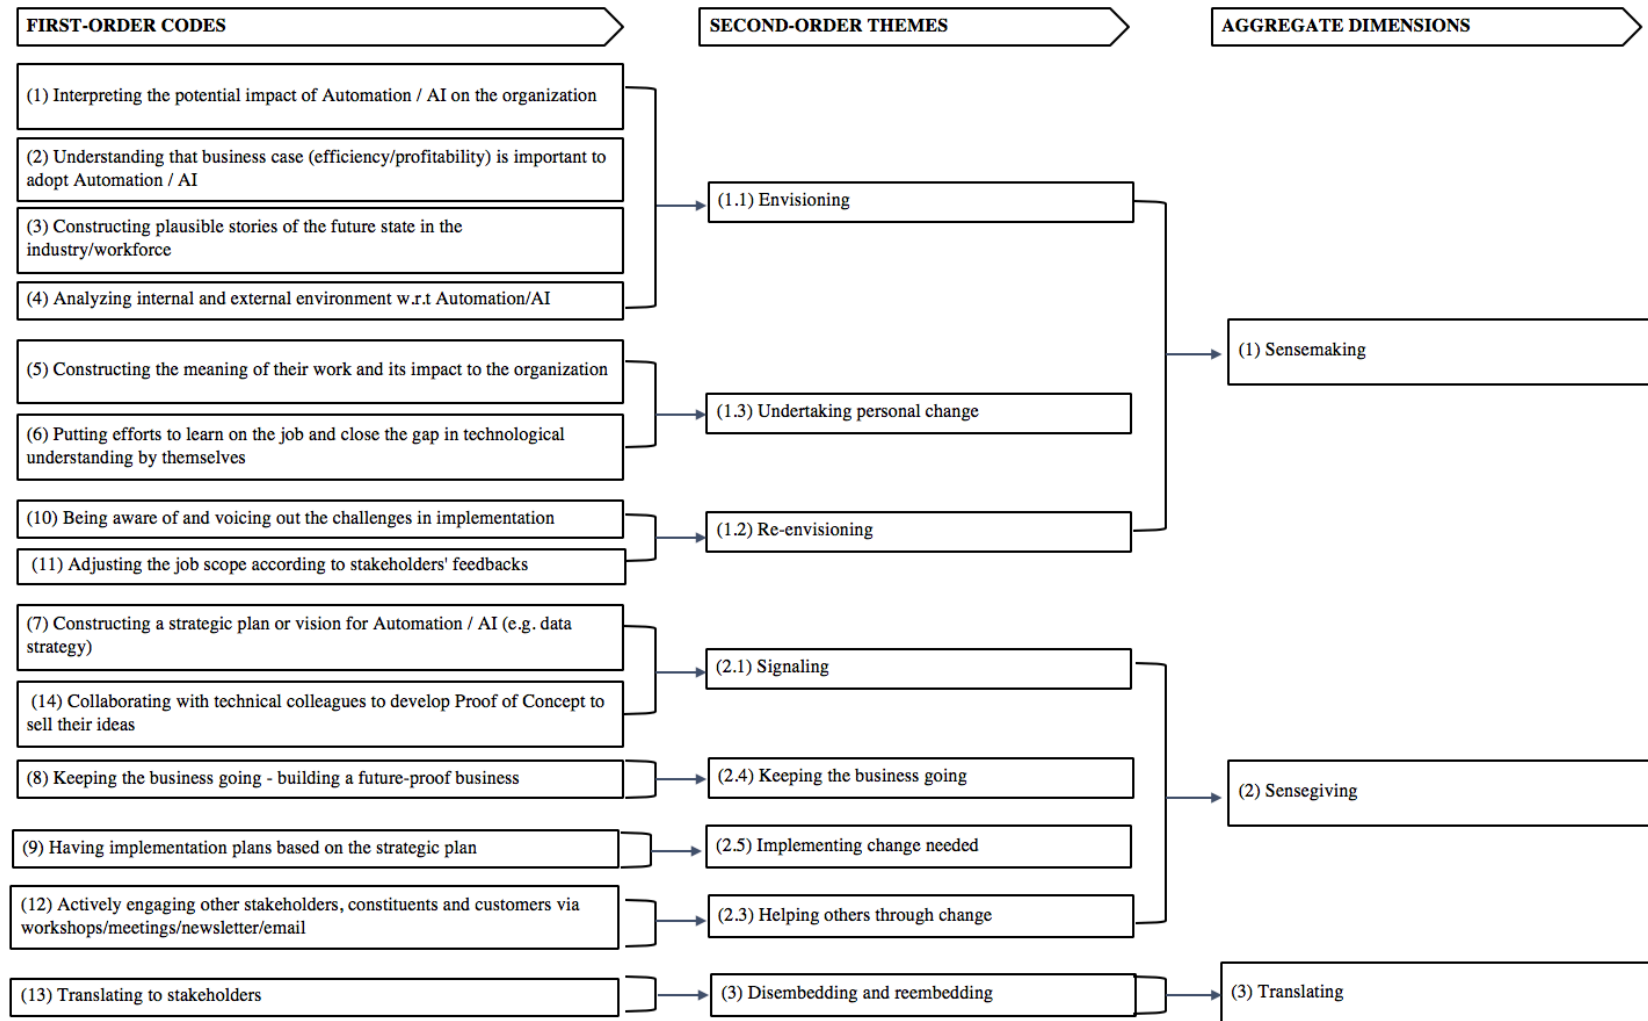 FIRST-ORDER CODES
SECOND-ORDER THEMES
AGGREGATE DIMENSIONS
(1) Interpreting the potential impact of Automation / AI on the organization
(2) Understanding that business case (efficiency/profitability) is important to
adopt Automation / AI
(3) Constructing plausible stories of the future state in the
industry/workforce
(4) Analyzing internal and external environment w.r.t Automation/AI
(1.1) Envisioning
(5) Constructing the meaning of their work and its impact to the organization
(6) Putting efforts to learn on the job and close the gap in technological
understanding by themselves
(1.3) Undertaking personal change
(10) Being aware of and voicing out the challenges in implementation
(11) Adjusting the job scope according to stakeholders' feedbacks
(1.2) Re-envisioning
(1) Sensemaking
(7) Constructing a strategic plan or vision for Automation / AI (e.g. data
strategy)
(14) Collaborating with technical colleagues to develop Proof of Concept to
sell their ideas
(2.1) Signaling
(8) Keeping the business going - building a future-proof business
(2.4) Keeping the business going
(9) Having implementation plans based on the strategic plan
(2.5) Implementing change needed
(12) Actively engaging other stakeholders, constituents and customers via
workshops/meetings/newsletter/email
(2.3) Helping others through change
(2) Sensegiving
(13) Translating to stakeholders
(3) Disembedding and reembedding
(3) Translating